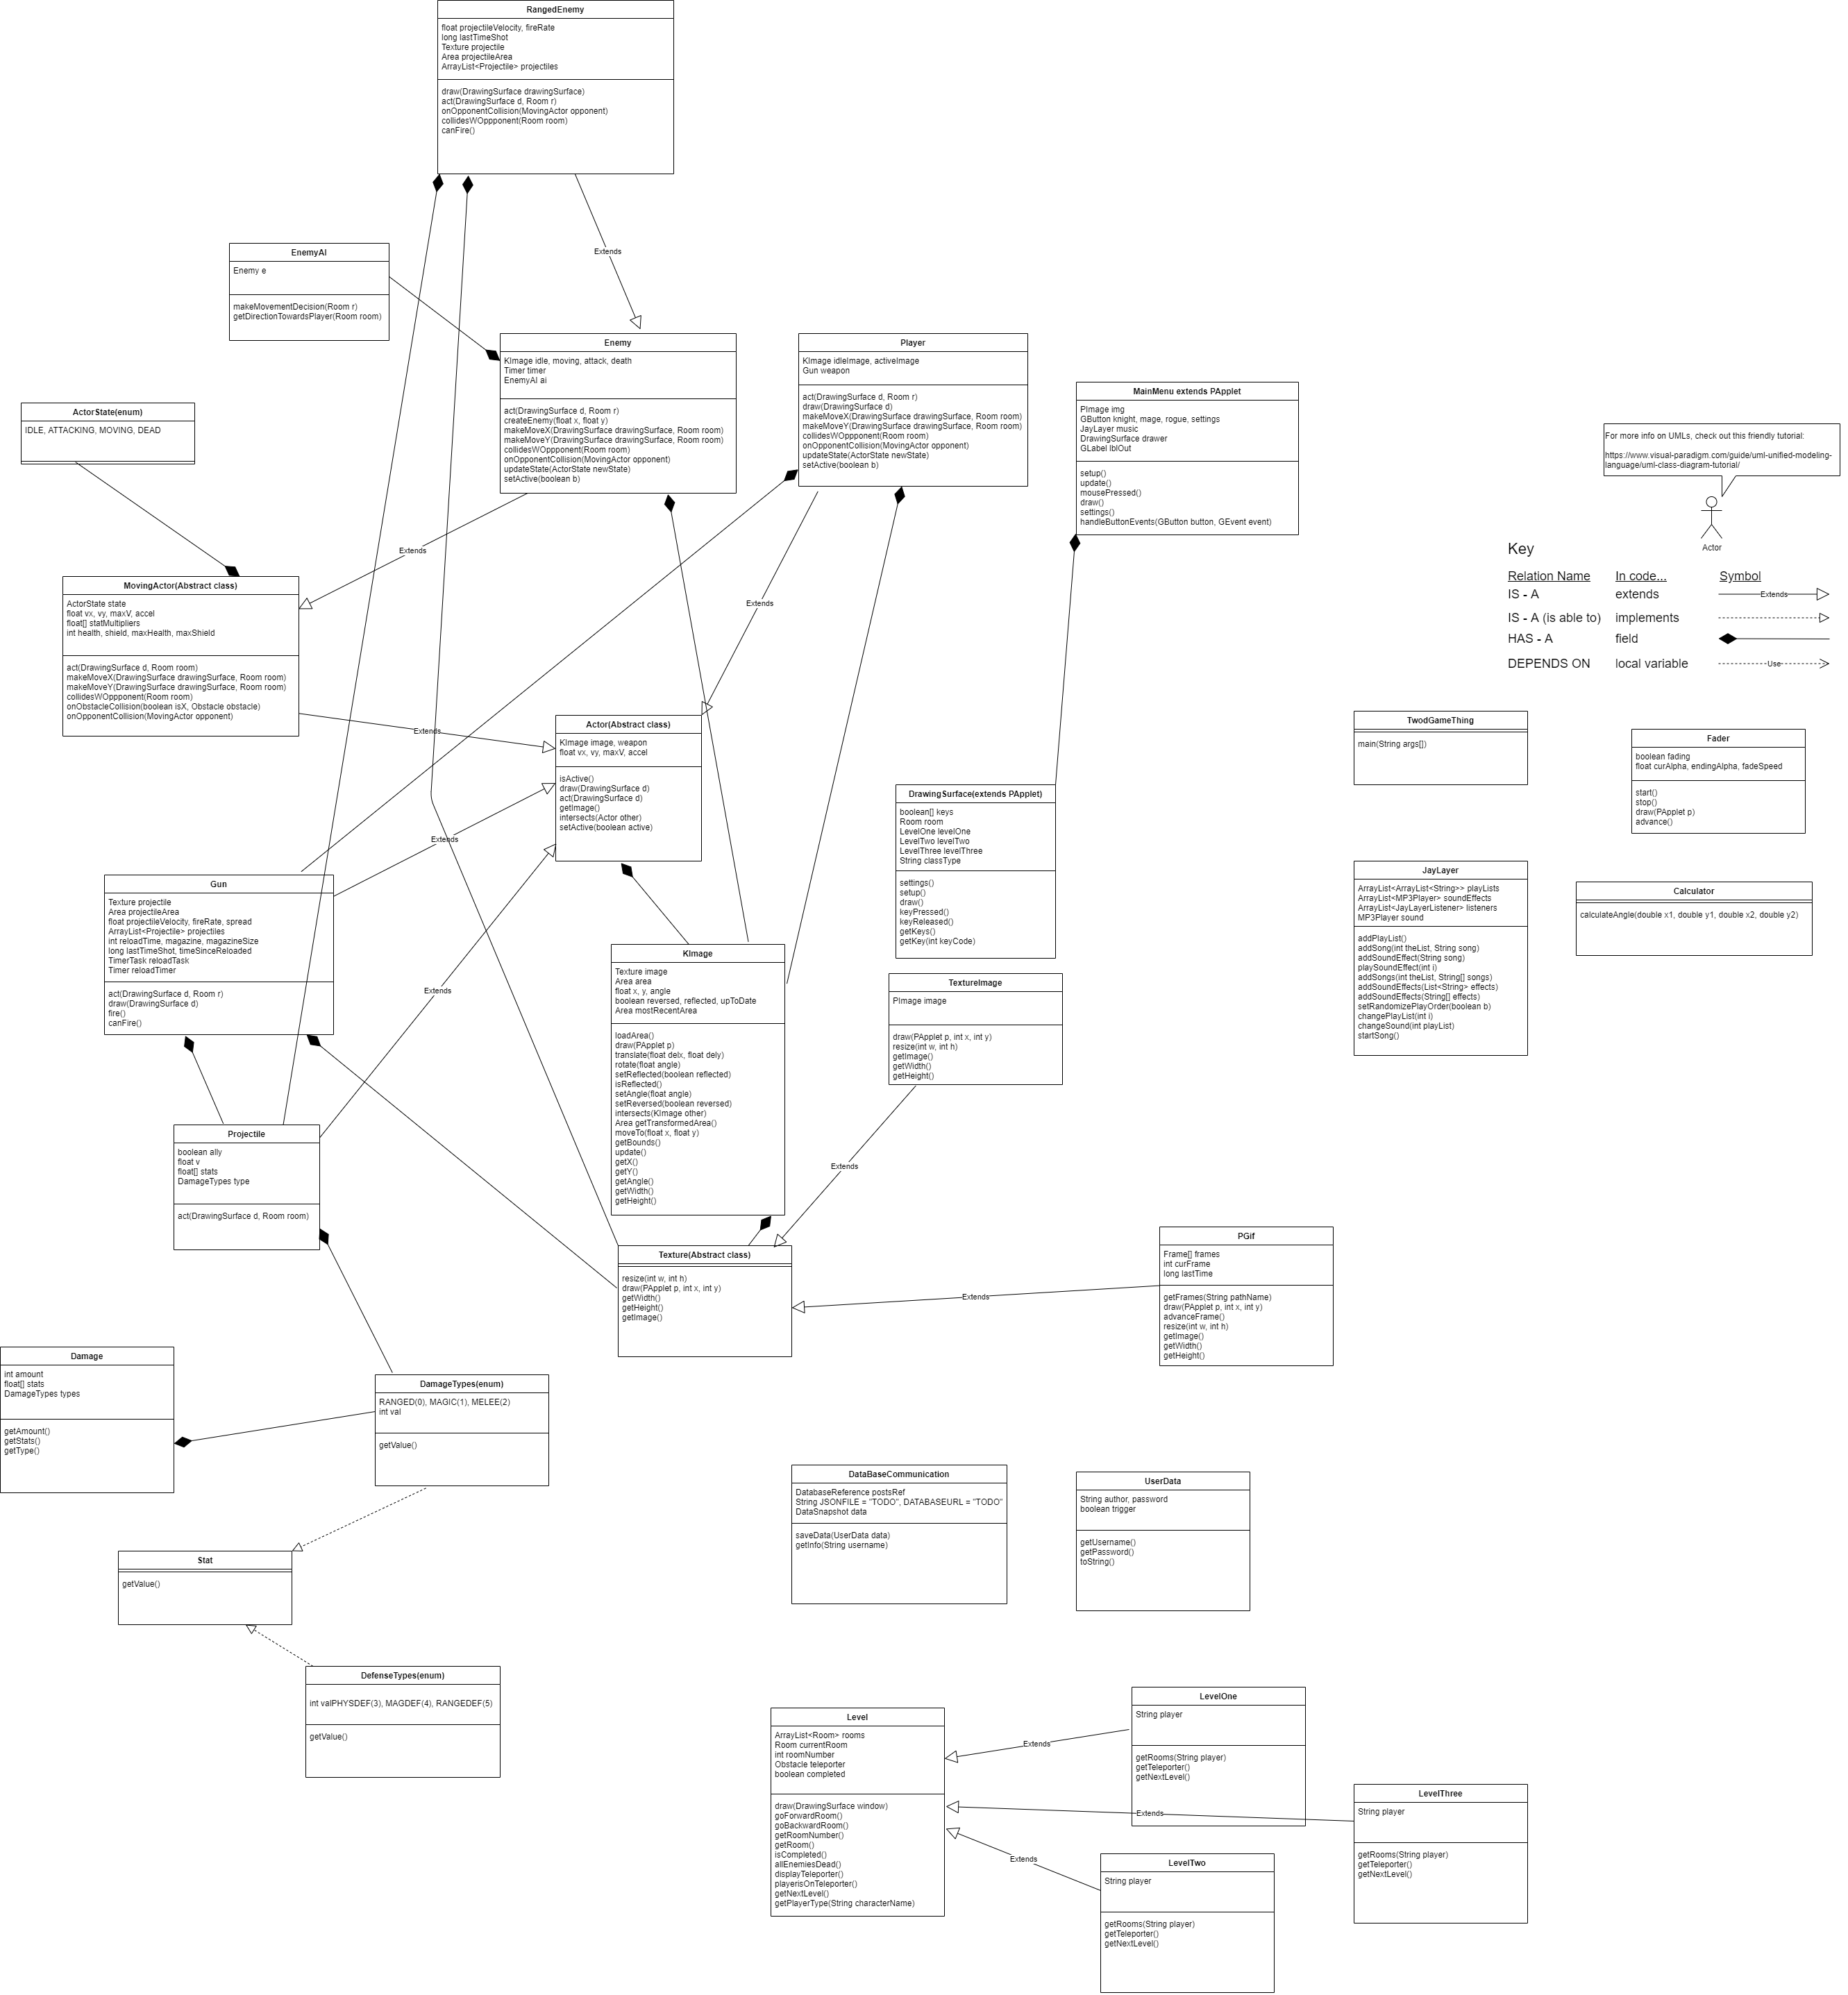 RangedEnemy
float projectileVelocity, fireRate
long lastTimeShot
Texture projectile
Area projectileArea
ArrayList<Projectile> projectiles
draw(DrawingSurface drawingSurface)
act(DrawingSurface d, Room r)
onOpponentCollision(MovingActor opponent)
collidesWOppponent(Room room)
canFire()
Extends
EnemyAI
Enemy e
makeMovementDecision(Room r)
getDirectionTowardsPlayer(Room room)
Enemy
KImage idle, moving, attack, death
Timer timer
EnemyAI ai
act(DrawingSurface d, Room r)
createEnemy(float x, float y)
makeMoveX(DrawingSurface drawingSurface, Room room)
makeMoveY(DrawingSurface drawingSurface, Room room)
collidesWOppponent(Room room)
onOpponentCollision(MovingActor opponent)
updateState(ActorState newState)
setActive(boolean b)
Player
KImage idleImage, activeImage
Gun weapon
act(DrawingSurface d, Room r)
draw(DrawingSurface d)
makeMoveX(DrawingSurface drawingSurface, Room room)
makeMoveY(DrawingSurface drawingSurface, Room room)
collidesWOppponent(Room room)
onOpponentCollision(MovingActor opponent)
updateState(ActorState newState)
setActive(boolean b)
MainMenu extends PApplet
PImage img
GButton knight, mage, rogue, settings
JayLayer music
DrawingSurface drawer
GLabel lblOut
setup()
update()
mousePressed()
draw()
settings()
handleButtonEvents(GButton button, GEvent event)
ActorState(enum)
IDLE, ATTACKING, MOVING, DEAD
For more info on UMLs, check out this friendly tutorial:
https://www.visual-paradigm.com/guide/uml-unified-modeling-
language/uml-class-diagram-tutorial/
Actor
Key
Relation Name In code... Symbol
IS - A extends Extends
IS - A (is able to) implements
HAS - A field
DEPENDS ON local variable Use
Extends
MovingActor(Abstract class)
ActorState state
float vx, vy, maxV, accel
float[] statMultipliers
int health, shield, maxHealth, maxShield
act(DrawingSurface d, Room room)
makeMoveX(DrawingSurface drawingSurface, Room room)
makeMoveY(DrawingSurface drawingSurface, Room room)
collidesWOppponent(Room room)
onObstacleCollision(boolean isX, Obstacle obstacle)
onOpponentCollision(MovingActor opponent)
Extends
Extends
Actor(Abstract class)
KImage image, weapon
float vx, vy, maxV, accel
isActive()
draw(DrawingSurface d)
act(DrawingSurface d)
getImage()
intersects(Actor other)
setActive(boolean active)
Extends
TwodGameThing
main(String args[])
Fader
boolean fading
float curAlpha, endingAlpha, fadeSpeed
start()
stop()
draw(PApplet p)
advance()
DrawingSurface(extends PApplet)
boolean[] keys
Room room
LevelOne levelOne
LevelTwo levelTwo
LevelThree levelThree
String classType
settings()
setup()
draw()
keyPressed()
keyReleased()
getKeys()
getKey(int keyCode)
JayLayer
ArrayList<ArrayList<String>> playLists
ArrayList<MP3Player> soundEffects
ArrayList<JayLayerListener> listeners
MP3Player sound
addPlayList()
addSong(int theList, String song)
addSoundEffect(String song)
playSoundEffect(int i)
addSongs(int theList, String[] songs)
addSoundEffects(List<String> effects)
addSoundEffects(String[] effects)
setRandomizePlayOrder(boolean b)
changePlayList(int i)
changeSound(int playList)
startSong()
Calculator
calculateAngle(double x1, double y1, double x2, double y2)
Gun
Texture projectile
Area projectileArea
float projectileVelocity, fireRate, spread
ArrayList<Projectile> projectiles
int reloadTime, magazine, magazineSize
long lastTimeShot, timeSinceReloaded
TimerTask reloadTask
Timer reloadTimer
act(DrawingSurface d, Room r)
draw(DrawingSurface d)
fire()
canFire()
Extends
KImage
Texture image
Area area
float x, y, angle
boolean reversed, reflected, upToDate
Area mostRecentArea
loadArea()
draw(PApplet p)
translate(float delx, float dely)
rotate(float angle)
setReflected(boolean reflected)
isReflected()
setAngle(float angle)
setReversed(boolean reversed)
intersects(KImage other)
Area getTransformedArea()
moveTo(float x, float y)
getBounds()
update()
getX()
getY()
getAngle()
getWidth()
getHeight()
TextureImage
PImage image
draw(PApplet p, int x, int y)
resize(int w, int h)
getImage()
getWidth()
getHeight()
Extends
Projectile
boolean ally
float v
float[] stats
DamageTypes type
act(DrawingSurface d, Room room)
Texture(Abstract class)
resize(int w, int h)
draw(PApplet p, int x, int y)
getWidth()
getHeight()
getImage()
Extends
PGif
Frame[] frames
int curFrame
long lastTime
getFrames(String pathName)
draw(PApplet p, int x, int y)
advanceFrame()
resize(int w, int h)
getImage()
getWidth()
getHeight()
Damage
int amount
float[] stats
DamageTypes types
getAmount()
getStats()
getType()
DamageTypes(enum)
RANGED(0), MAGIC(1), MELEE(2)
int val
getValue()
DataBaseCommunication
DatabaseReference postsRef
String JSONFILE = "TODO", DATABASEURL = "TODO"
DataSnapshot data
saveData(UserData data)
getInfo(String username)
UserData
String author, password
boolean trigger
getUsername()
getPassword()
toString()
Stat
getValue()
DefenseTypes(enum)
int valPHYSDEF(3), MAGDEF(4), RANGEDEF(5)
getValue()
Level
ArrayList<Room> rooms
Room currentRoom
int roomNumber
Obstacle teleporter
boolean completed
draw(DrawingSurface window)
goForwardRoom()
goBackwardRoom()
getRoomNumber()
getRoom()
isCompleted()
allEnemiesDead()
displayTeleporter()
playerisOnTeleporter()
getNextLevel()
getPlayerType(String characterName)
Extends
LevelOne
String player
getRooms(String player)
getTeleporter()
getNextLevel()
Extends
LevelThree
String player
getRooms(String player)
getTeleporter()
getNextLevel()
Extends
LevelTwo
String player
getRooms(String player)
getTeleporter()
getNextLevel()